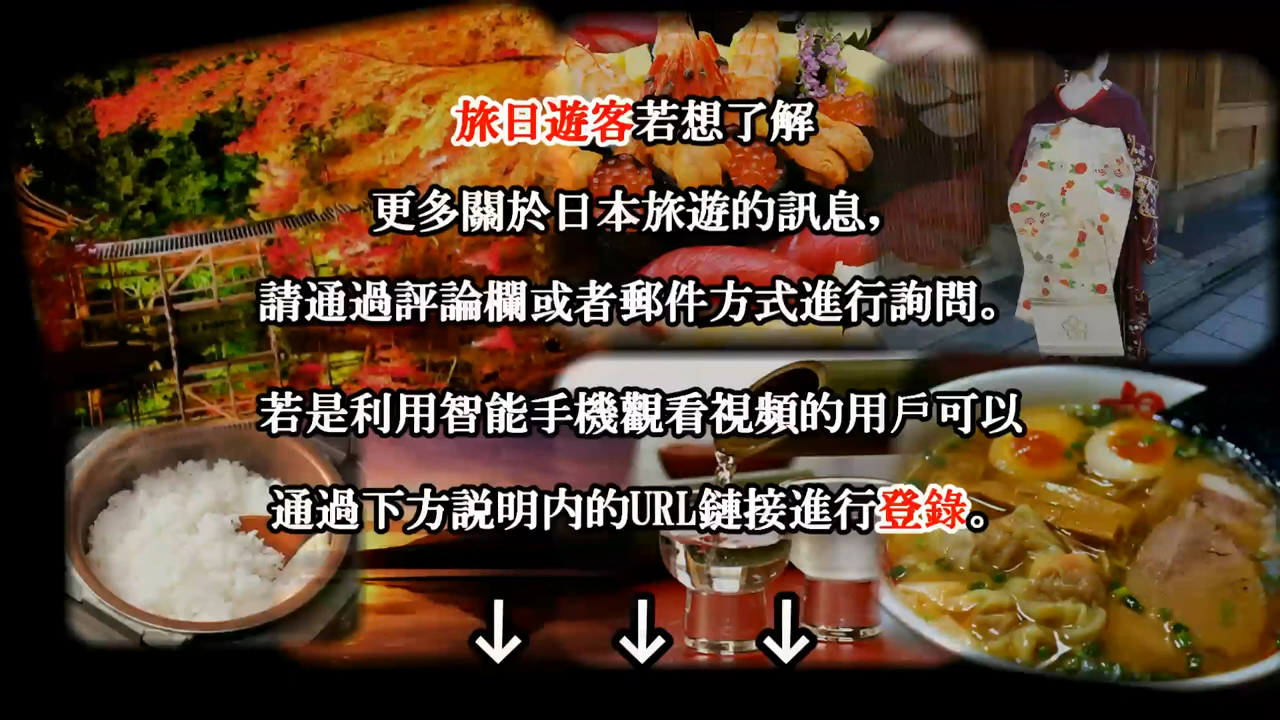 旅日遊客若想了解
更多關於日本旅遊的訊息，
請通過評論欄或者郵件方式進行詢問。
若是利用智能手機觀看視頻的用戶可以
通過下方説明内的URL鏈接進行登錄。
↓ ↓ ↓